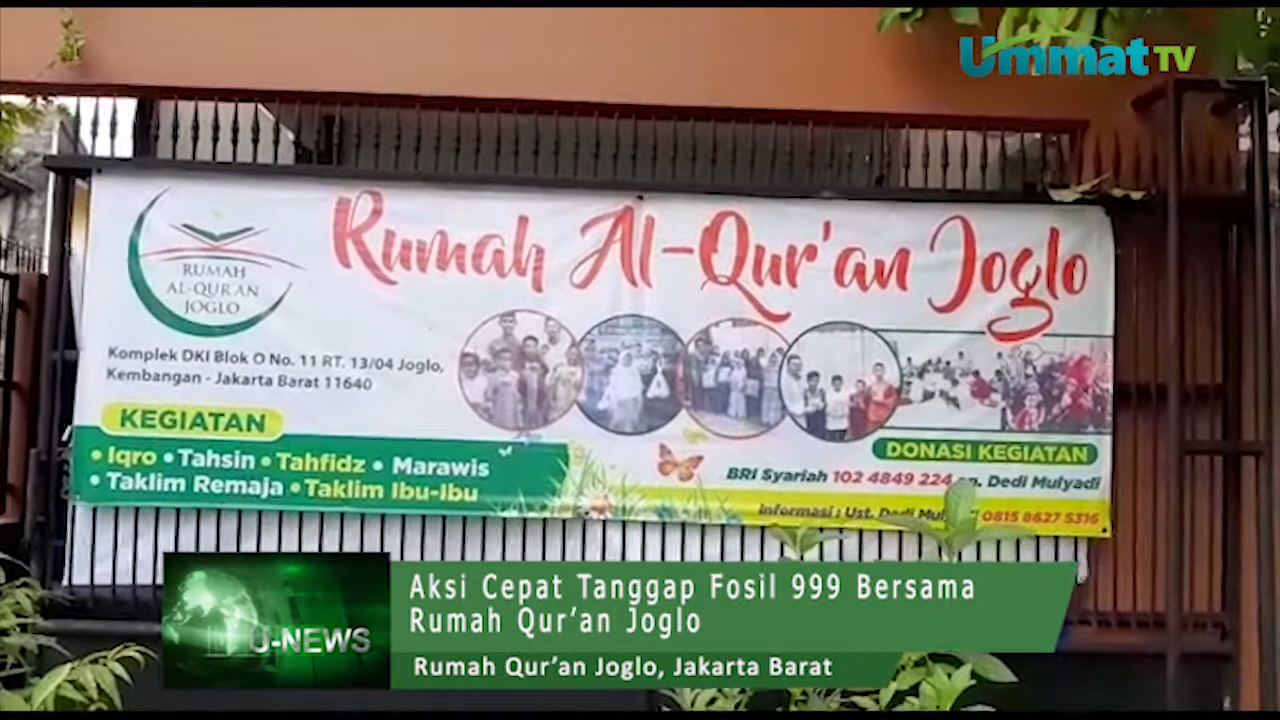 Ummat TV
Rumah Al-Qur'an Joglo
RUMAH
AL-QUR'AN
JOGLO
Komplek DKI Blok O No. 11 RT. 13/04 Joglo,
Kembangan - Jakarta Barat 11640
KEGIATAN
• Iqro • Tahsin • Tahfidz • Marawis
• Taklim Remaja • Taklim Ibu-Ibu
DONASI KEGIATAN
BRI Syariah 102 4849 224 an. Dedi Mulyadi
Informasi : Ust. Dedi 0815 8627 5316
U-NEWS
Aksi Cepat Tanggap Fosil 999 Bersama
Rumah Qur’an Joglo
Rumah Qur’an Joglo, Jakarta Barat